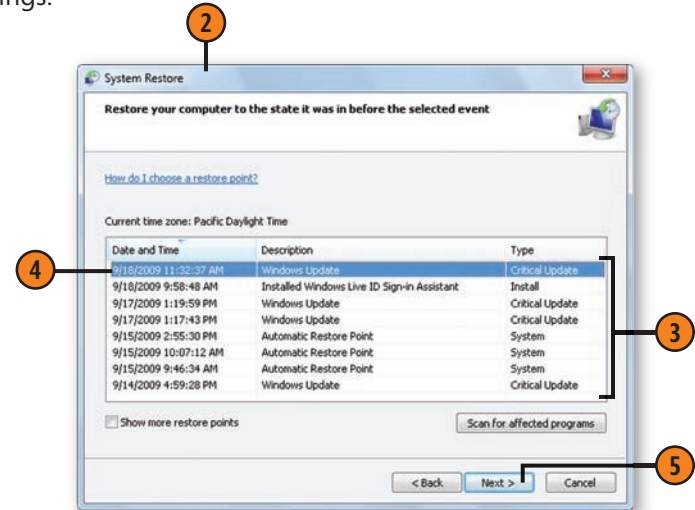 ings.
2
System Restore
Restore your computer to the state it was in before the selected event
How do I choose a restore point?
Current time zone: Pacific Daylight Time
Date and Time Description Type
4
9/18/2009 11:32:37 AM Windows Update Critical Update
9/18/2009 9:58:48 AM Installed Windows Live ID Sign-in Assistant Install
9/17/2009 1:19:59 PM Windows Update Critical Update
9/17/2009 1:17:43 PM Windows Update Critical Update
3
9/15/2009 2:55:30 PM Automatic Restore Point System
9/15/2009 10:07:12 AM Automatic Restore Point System
9/15/2009 9:46:34 AM Automatic Restore Point System
9/14/2009 4:59:28 PM Windows Update Critical Update
Show more restore points Scan for affected programs
5
< Back Next > Cancel